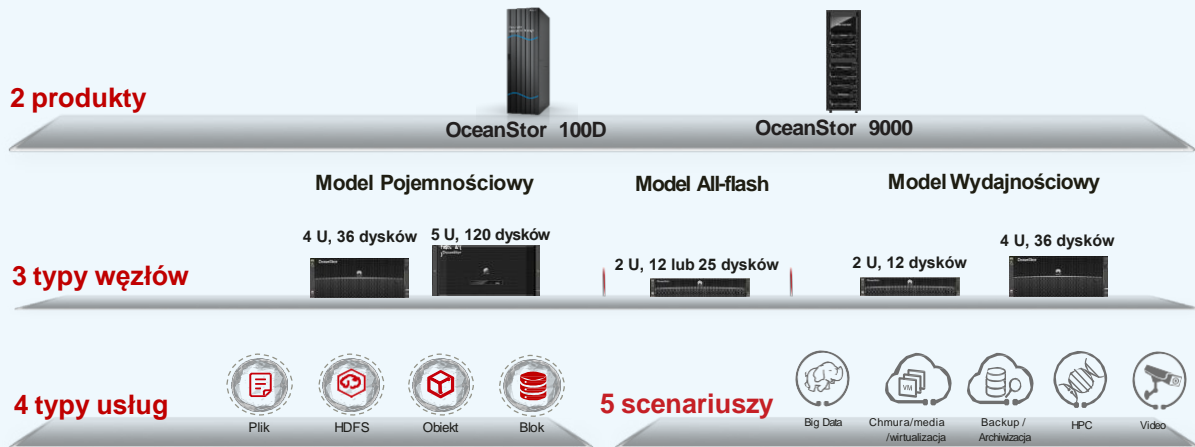 2 produkty
OceanStor 100D
OceanStor 9000
Model Pojemnościowy
Model All-flash
Model Wydajnościowy
3 typy węzłów
4 U, 36 dysków
5 U, 120 dysków
2 U, 12 lub 25 dysków
2 U, 12 dysków
4 U, 36 dysków
4 typy usług
Plik
HDFS
Obiekt
Blok
5 scenariuszy
Big Data
VM
Chmura/media
/wirtualizacja
Backup /
Archiwizacja
HPC
Video